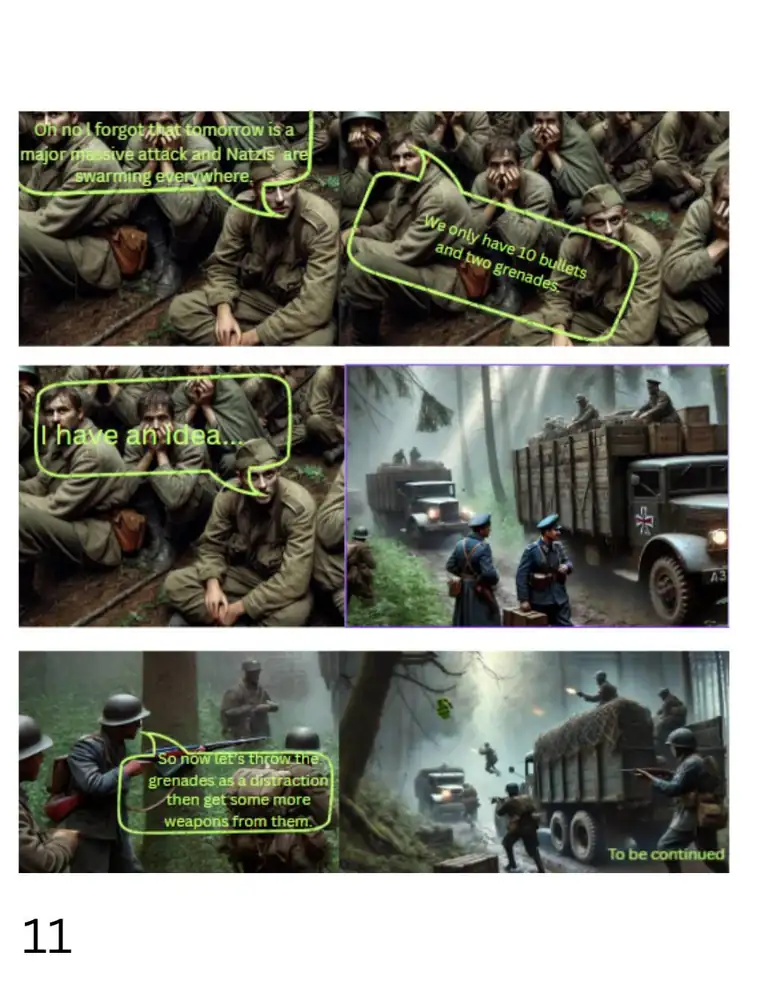 Oh no I forgot that tomorrow is a
major massive attack and Natzis are
swarming everywhere.
We only have 10 bullets
and two grenades.
I have an idea...
A3
So now let's throw the
grenades as a distraction
then get some more
weapons from them.
To be continued
11